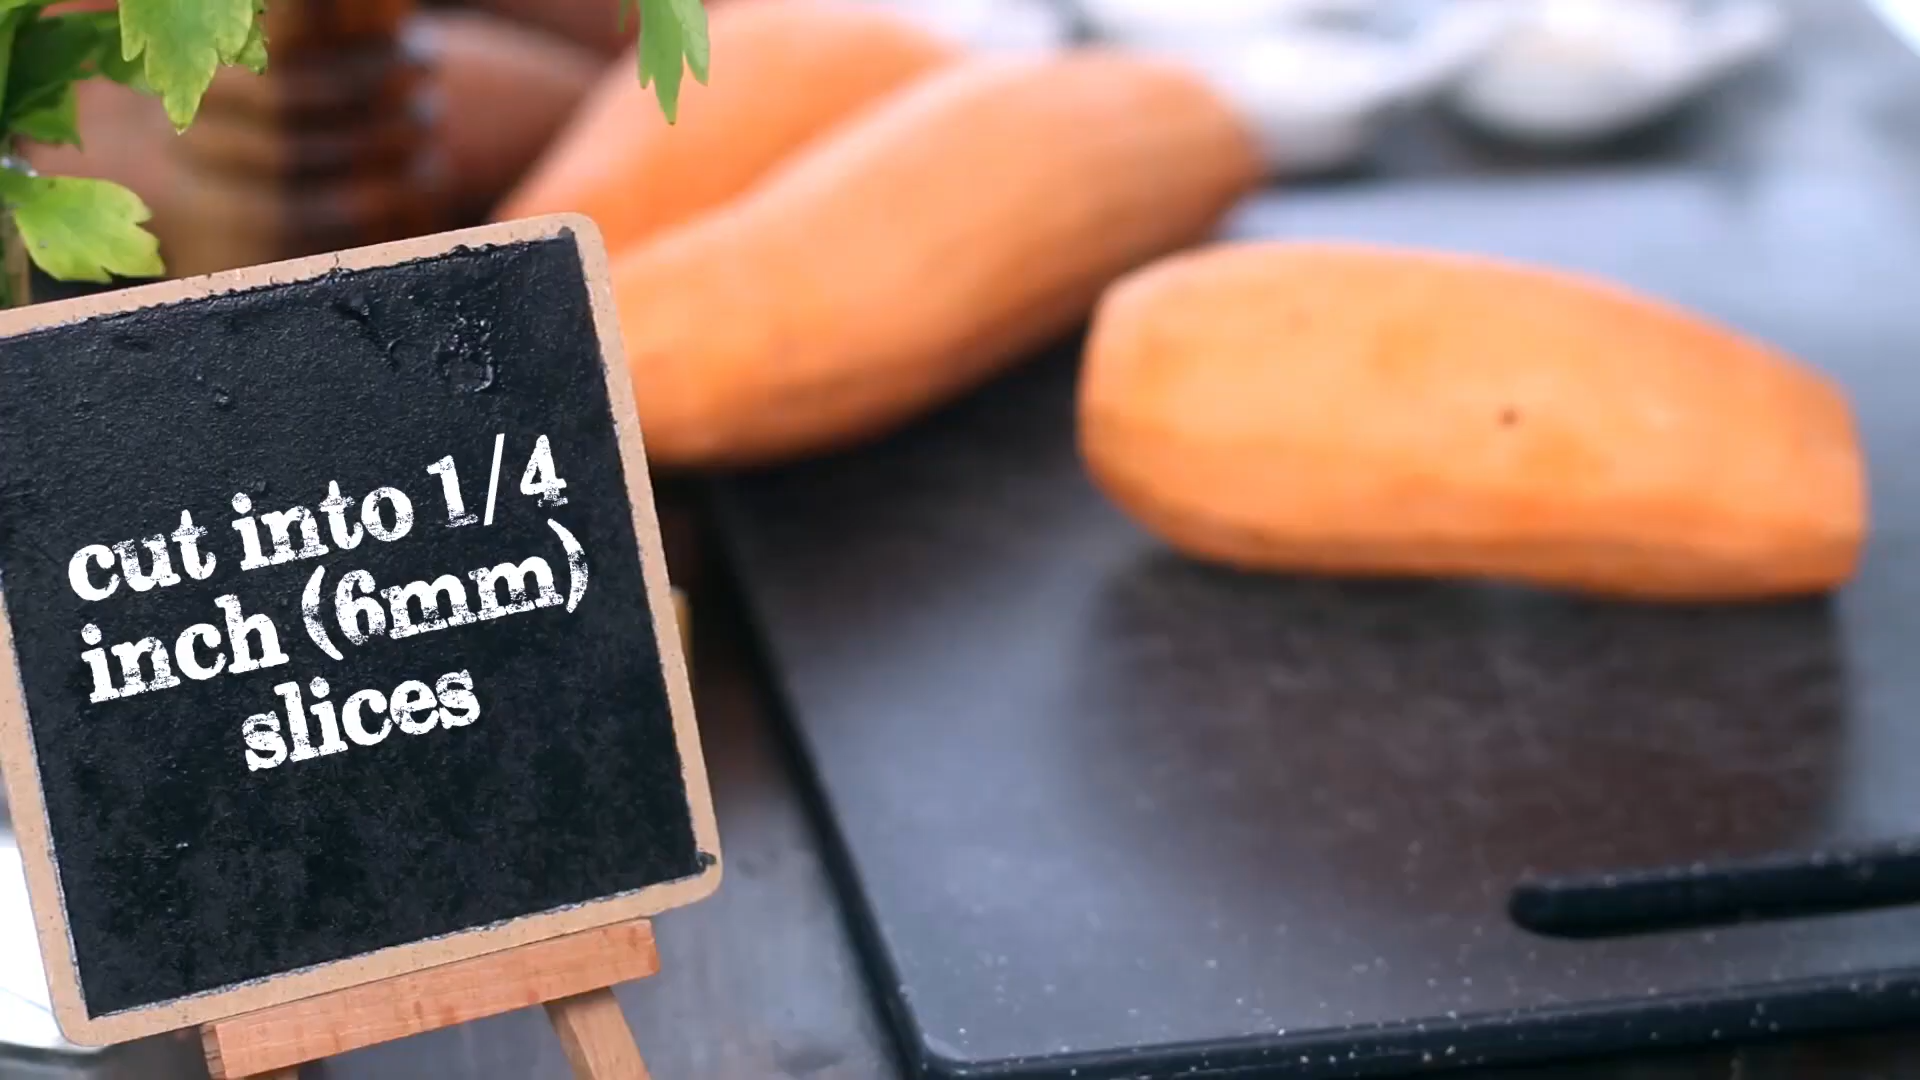 cut into 1/4
inch (6mm)
slices